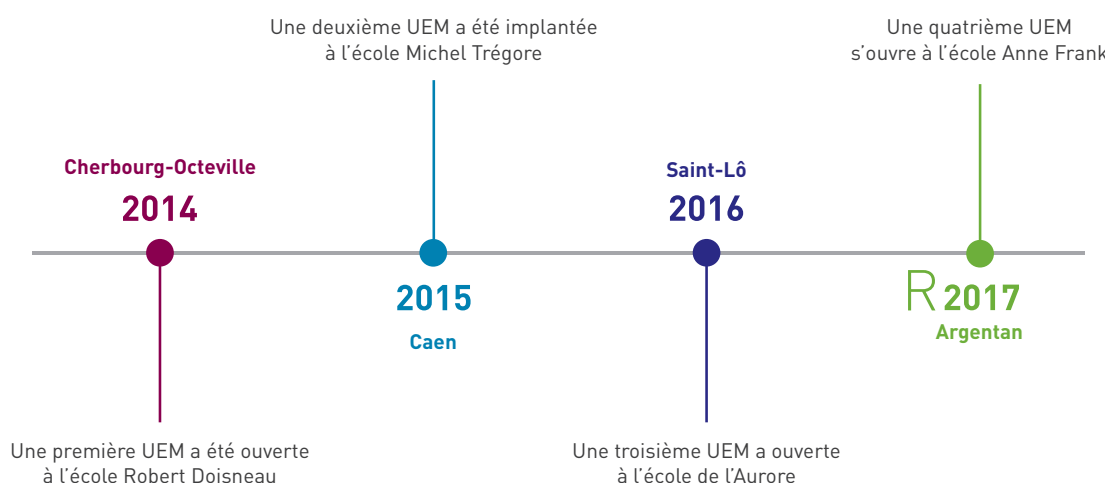 Une deuxième UEM a été implantée
à l’école Michel Trégore
Une quatrième UEM
s’ouvre à l’école Anne Frank
Cherbourg-Octeville
2014
Saint-Lô
2016
2015
Caen
R 2017
Argentan
Une première UEM a été ouverte
à l’école Robert Doisneau
Une troisième UEM a ouverte
à l’école de l’Aurore